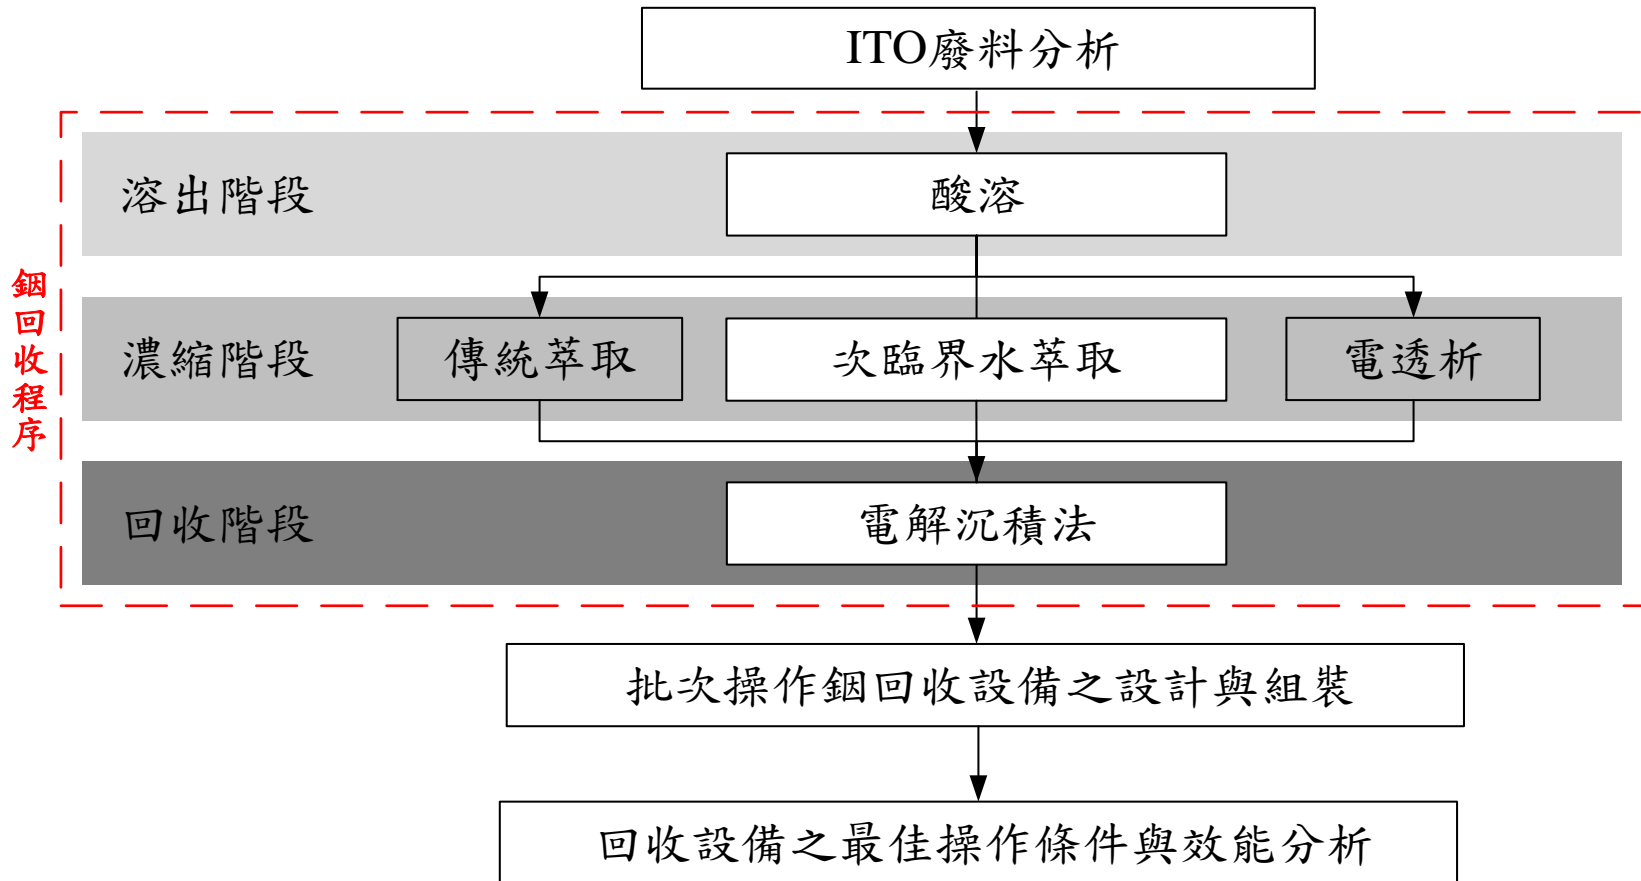 ITO廢料分析
銦回收程序
溶出階段
酸溶
濃縮階段
傳統萃取
次臨界水萃取
電透析
回收階段
電解沉積法
批次操作銦回收設備之設計與組裝
回收設備之最佳操作條件與效能分析